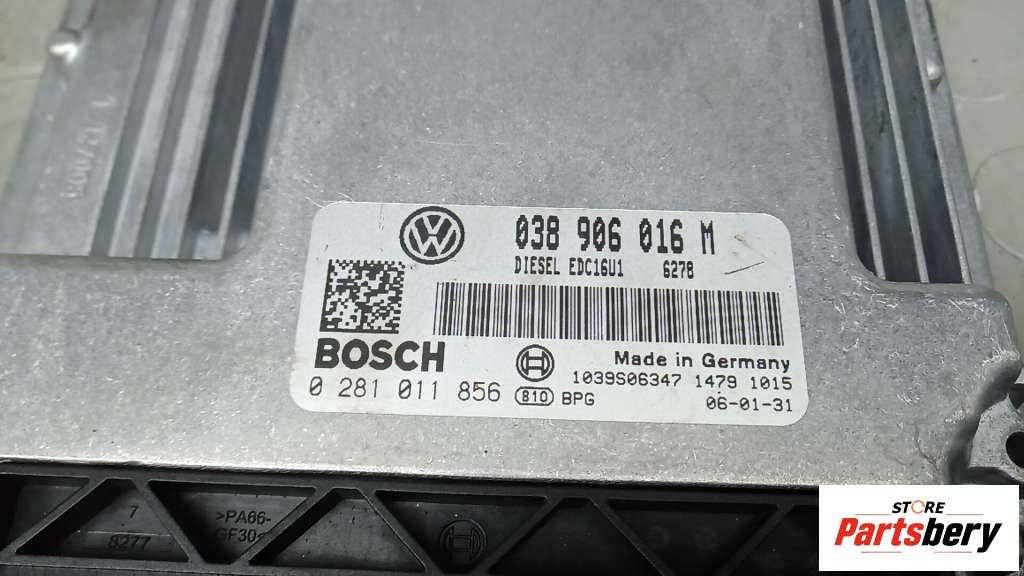 038 906 016 M
DIESEL EDC16U1 6278
BOSCH
Made in Germany
0 281 011 856
810 BPG
1039S06347 1479 1015
06-01-31
7
8277
>PA66-
GF30<
STORE
Partsbery